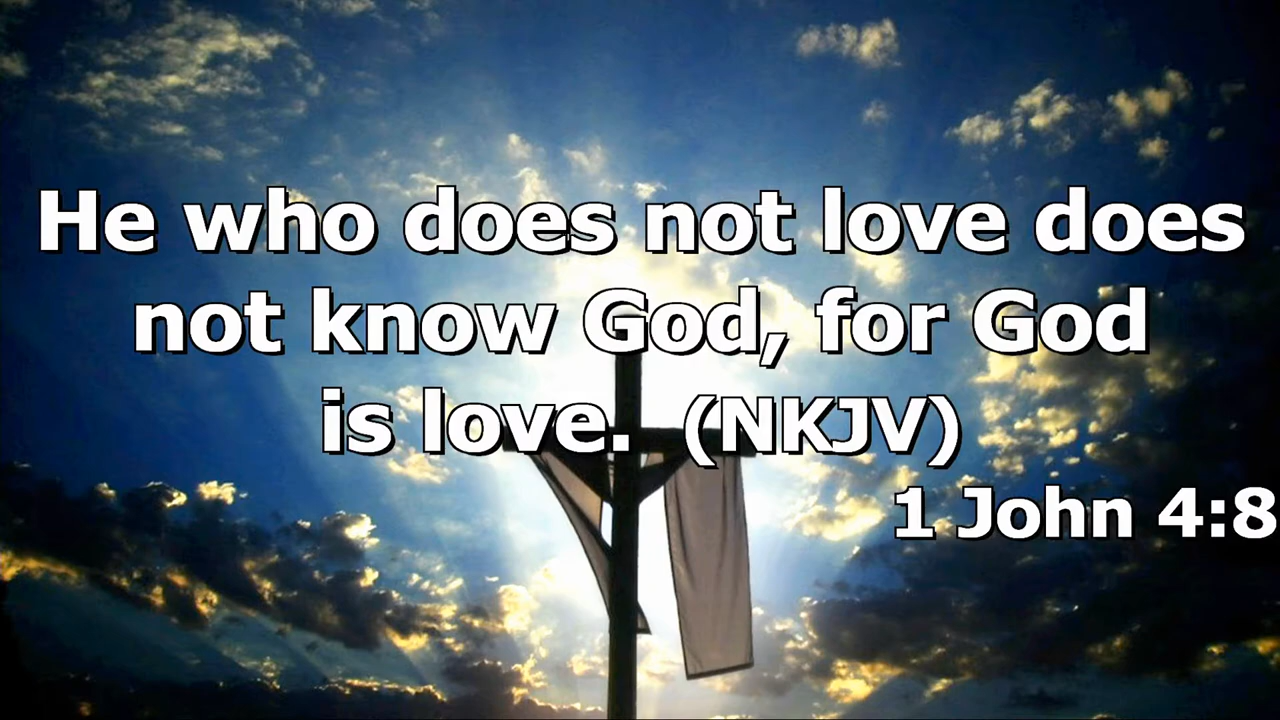 He who does not love does
not know God, for God
is love. (NKJV)
1 John 4:8